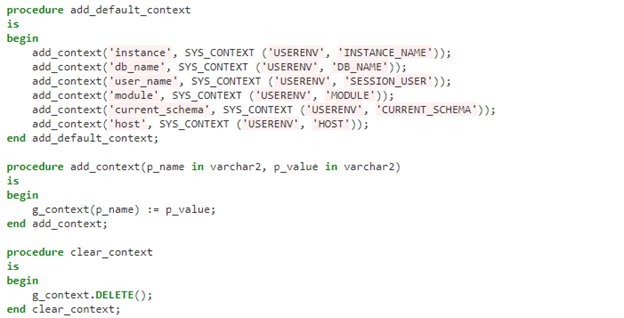 procedure add_default_context
is
begin
    add_context('instance', SYS_CONTEXT ('USERENV', 'INSTANCE_NAME'));
    add_context('db_name', SYS_CONTEXT ('USERENV', 'DB_NAME'));
    add_context('user_name', SYS_CONTEXT ('USERENV', 'SESSION_USER'));
    add_context('module', SYS_CONTEXT ('USERENV', 'MODULE'));
    add_context('current_schema', SYS_CONTEXT ('USERENV', 'CURRENT_SCHEMA'));
    add_context('host', SYS_CONTEXT ('USERENV', 'HOST'));
end add_default_context;

procedure add_context(p_name in varchar2, p_value in varchar2)
is
begin
    g_context(p_name) := p_value;
end add_context;

procedure clear_context
is
begin
    g_context.DELETE();
end clear_context;